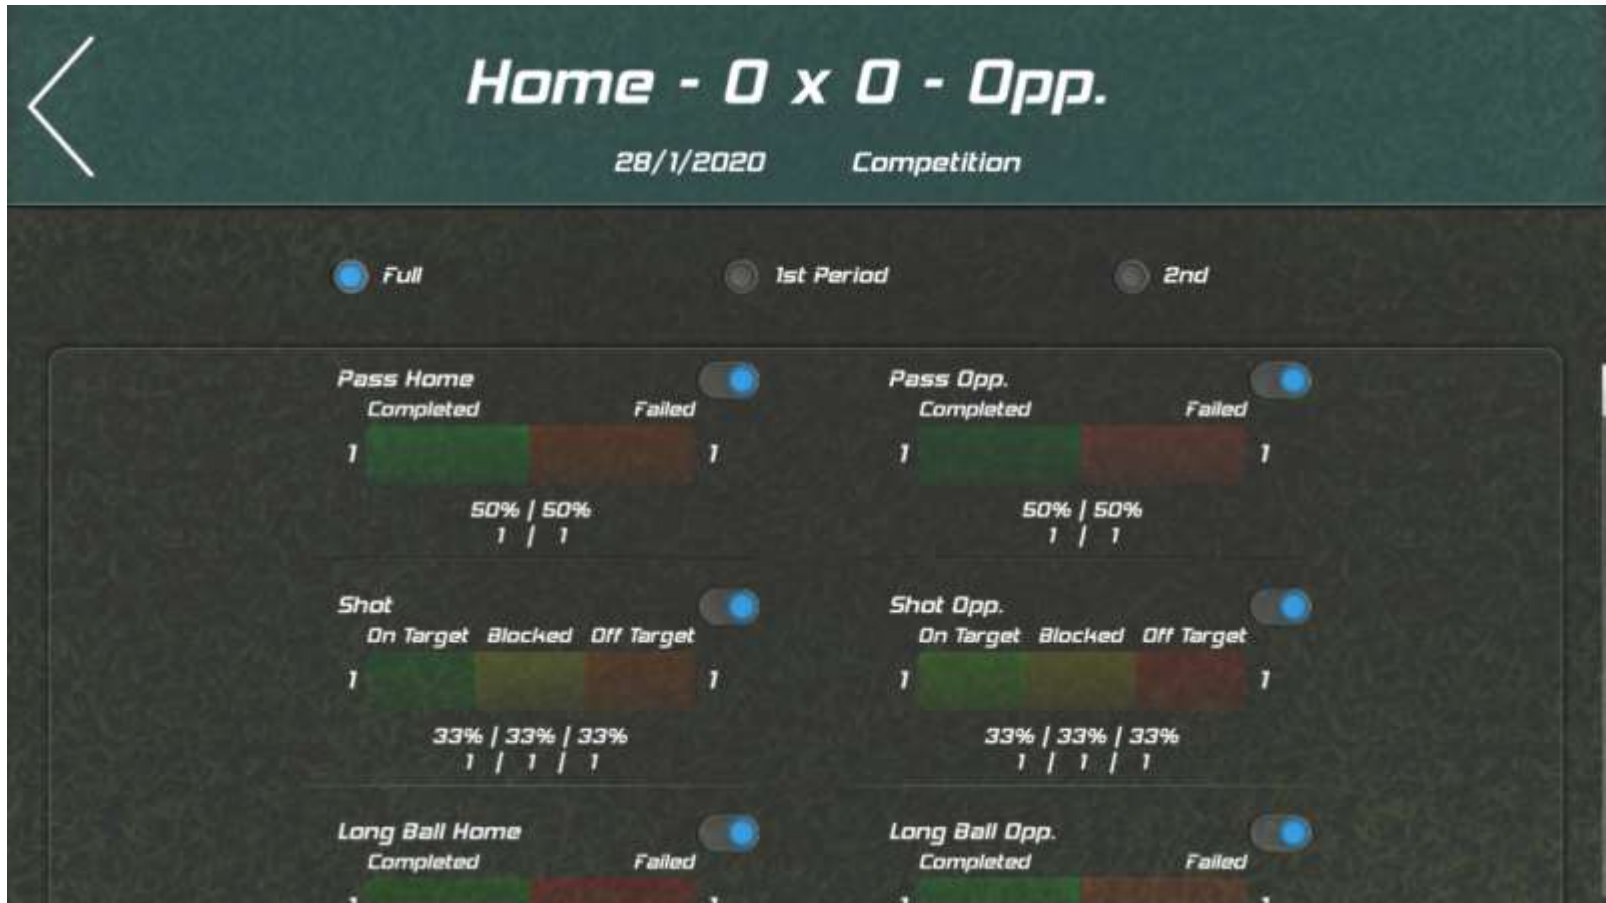 Home - 0 x 0 - Opp.
28/1/2020 Competition
Full 1st Period 2nd
Pass Home
Completed Failed
1 1
50% | 50%
1 | 1
Pass Opp.
Completed Failed
1 1
50% | 50%
1 | 1
Shot
On Target Blocked Off Target
1 1
33% | 33% | 33%
1 | 1 | 1
Shot Opp.
On Target Blocked Off Target
1 1
33% | 33% | 33%
1 | 1 | 1
Long Ball Home
Completed Failed
Long Ball Opp.
Completed Failed